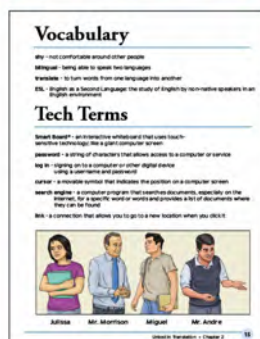 Vocabulary
shy - not comfortable around other people
bilingual - being able to speak two languages
translate - to turn words from one language into another
ESL - English as a Second Language: the study of English by non-native speakers in an
English environment
Tech Terms
Smart Board® - an interactive whiteboard that uses touch-
sensitive technology; like a giant computer screen
password - a string of characters that allows access to a computer or service
log in - signing on to a computer or other digital device
using a username and password
cursor - a movable symbol that indicates the position on a computer screen
search engine - a computer program that searches documents, especially on the
internet, for a specific word or words and provides a list of documents where
they can be found
link - a connection that allows you to go to a new location when you click it
Julissa Mr. Morrison Miguel Mr. Andre
Translation • Chapter 2